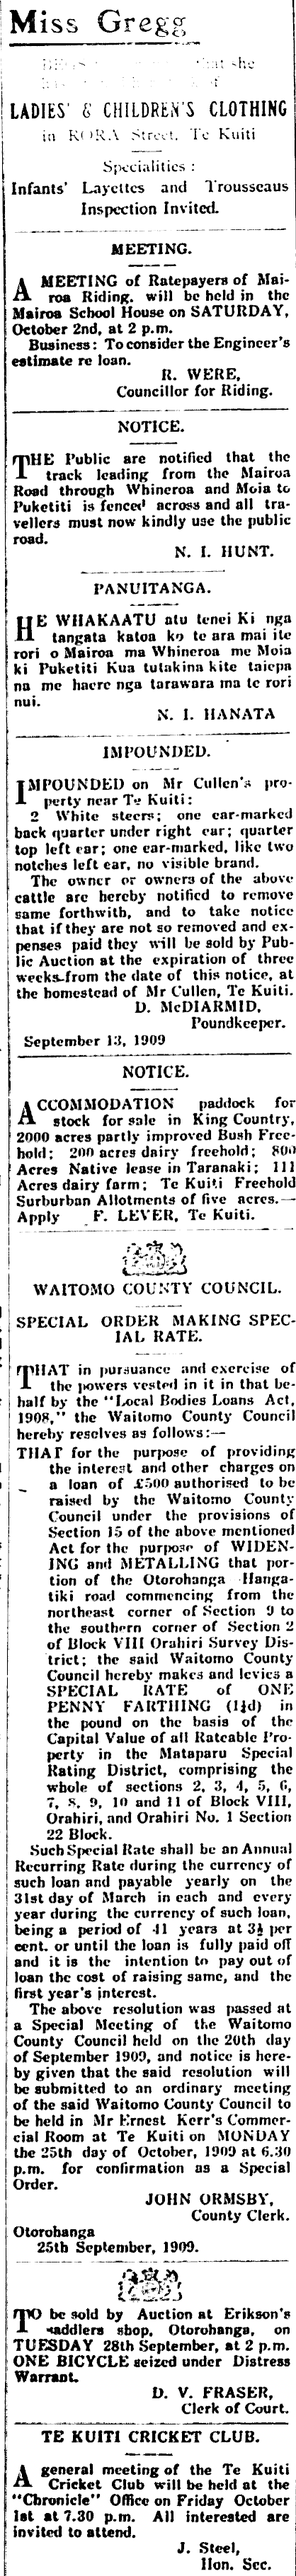 Miss Gregg
that she
of
LADIES' & CHILDREN'S CLOTHING
in RORA Street, Te Kuiti
Specialities :
Infants' Layettes and Trousseaus
Inspection Invited.
MEETING.
A MEETING of Ratepayers of Mai-
roa Riding, will be held in the
Mairoa School House on SATURDAY,
October 2nd, at 2 p.m.
Business: To consider the Engineer's
estimate re loan.
R. WERE,
Councillor for Riding.
NOTICE.
THE Public are notified that the
track leading from the Mairoa
Road through Whineroa and Moia to
Puketiti is fenced across and all tra-
vellers must now kindly use the public
road.
N. I. HUNT.
PANUITANGA.
HE WHAKAATU atu tenei Ki nga
tangata katoa ko te ara mai ite
rori o Mairoa ma Whineroa me Moia
ki Puketiti Kua tutakina kite taiepa
na me haere nga tarawara ma te rori
nui.
N. I. HANATA
IMPOUNDED.
IMPOUNDED on Mr Cullen's pro-
perty near Te Kuiti:
2 White steers; one ear-marked
back quarter under right ear; quarter
top left ear; one ear-marked, like two
notches left ear, no visible brand.
The owner or owners of the above
cattle are hereby notified to remove
same forthwith, and to take notice
that if they are not so removed and ex-
penses paid they will be sold by Pub-
lic Auction at the expiration of three
weeks from the date of this notice, at
the homestead of Mr Cullen, Te Kuiti.
D. McDIARMID,
Poundkeeper.
September 13, 1909
NOTICE.
ACCOMMODATION paddock for
stock for sale in King Country,
2000 acres partly improved Bush Free-
hold; 200 acres dairy freehold; 800
Acres Native lease in Taranaki; 111
Acres dairy farm; Te Kuiti Freehold
Surburban Allotments of five acres.—
Apply F. LEVER, Te Kuiti.
WAITOMO COUNTY COUNCIL.
SPECIAL ORDER MAKING SPEC-
IAL RATE.
THAT in pursuance and exercise of
the powers vested in it in that be-
half by the "Local Bodies Loans Act,
1908," the Waitomo County Council
hereby resolves as follows:—
THAT for the purpose of providing
the interest and other charges on
a loan of £500 authorised to be
raised by the Waitomo County
Council under the provisions of
Section 15 of the above mentioned
Act for the purpose of WIDEN-
ING and METALLING that por-
tion of the Otorohanga Hanga-
tiki road commencing from the
northeast corner of Section 9 to
the southern corner of Section 2
of Block VIII Orahiri Survey Dis-
trict; the said Waitomo County
Council hereby makes and levies a
SPECIAL RATE of ONE
PENNY FARTHING (1¼d) in
the pound on the basis of the
Capital Value of all Rateable Pro-
perty in the Mataparu Special
Rating District, comprising the
whole of sections 2, 3, 4, 5, 6,
7, 8, 9, 10 and 11 of Block VIII,
Orahiri, and Orahiri No. 1 Section
22 Block.
Such Special Rate shall be an Annual
Recurring Rate during the currency of
such loan and payable yearly on the
31st day of March in each and every
year during the currency of such loan,
being a period of 41 years at 3½ per
cent. or until the loan is fully paid off
and it is the intention to pay out of
loan the cost of raising same, and the
first year's interest.
The above resolution was passed at
a Special Meeting of the Waitomo
County Council held on the 20th day
of September 1909, and notice is here-
by given that the said resolution will
be submitted to an ordinary meeting
of the said Waitomo County Council to
be held in Mr Ernest Kerr's Commer-
cial Room at Te Kuiti on MONDAY
the 25th day of October, 1909 at 6.30
p.m. for confirmation as a Special
Order.
JOHN ORMSBY,
County Clerk.
Otorohanga
25th September, 1909.
TO be sold by Auction at Erikson's
saddlers shop, Otorohanga, on
TUESDAY 28th September, at 2 p.m.
ONE BICYCLE seized under Distress
Warrant.
D. V. FRASER,
Clerk of Court.
TE KUITI CRICKET CLUB.
A general meeting of the Te Kuiti
Cricket Club will be held at the
"Chronicle" Office on Friday October
1st at 7.30 p.m. All interested are
invited to attend.
J. Steel,
Hon. Sec.